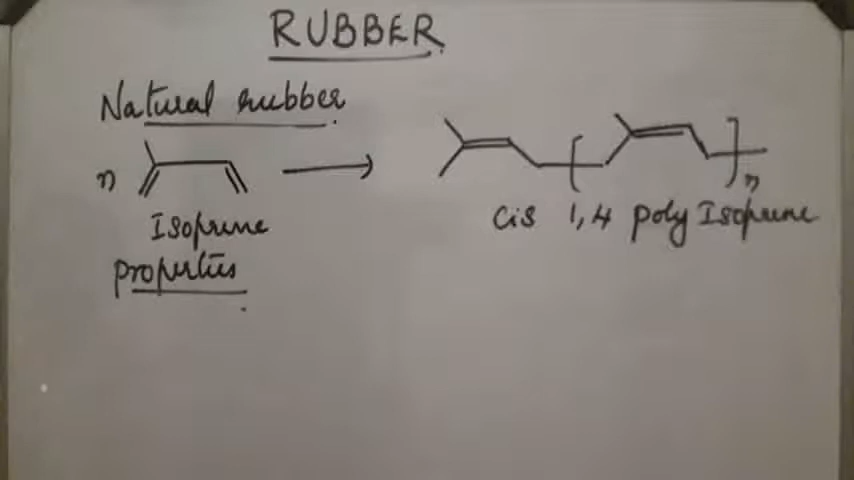 RUBBER
Natural rubber
n
n
Isoprene
Cis 1,4 poly Isoprene
properties